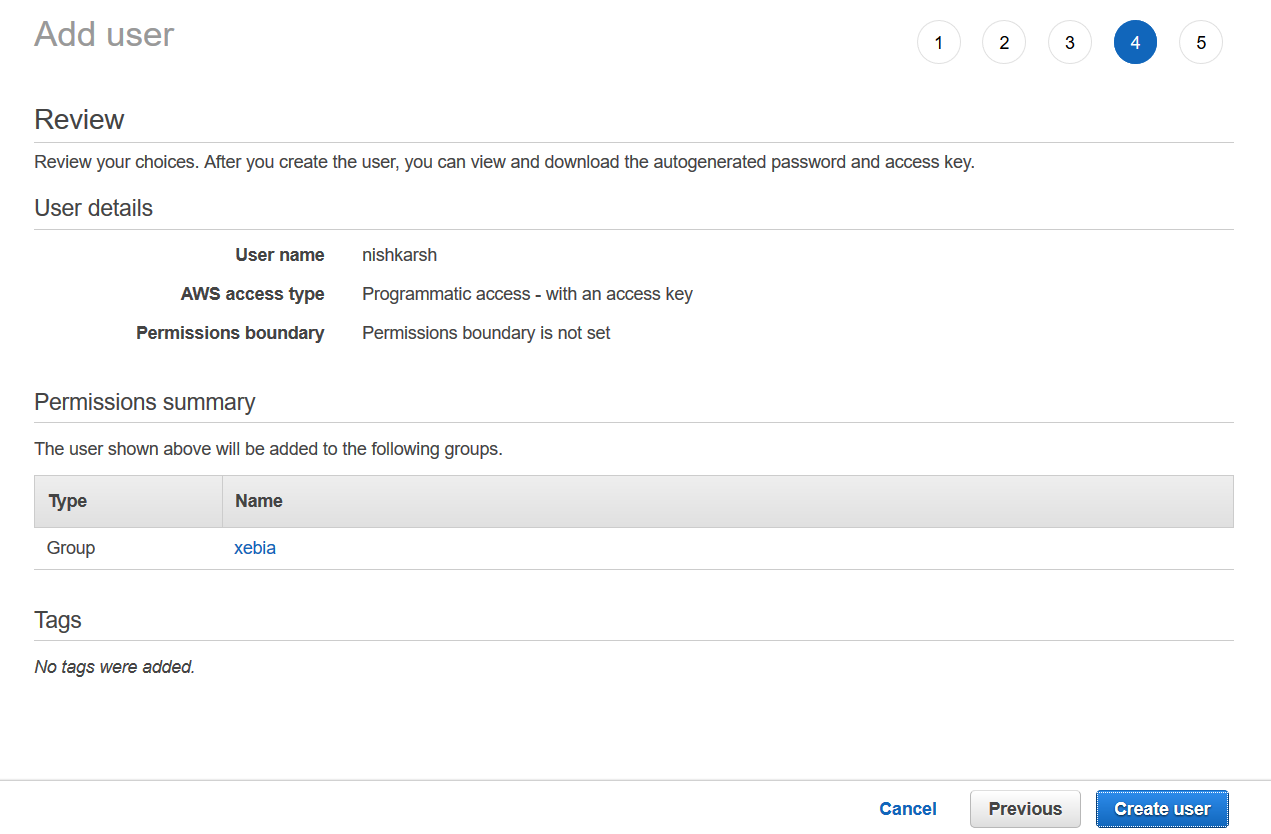 Add user
1 2 3 4 5
Review
Review your choices. After you create the user, you can view and download the autogenerated password and access key.
User details
User name nishkarsh
AWS access type Programmatic access - with an access key
Permissions boundary Permissions boundary is not set
Permissions summary
The user shown above will be added to the following groups.
Type Name
Group xebia
Tags
No tags were added.
Cancel Previous Create user